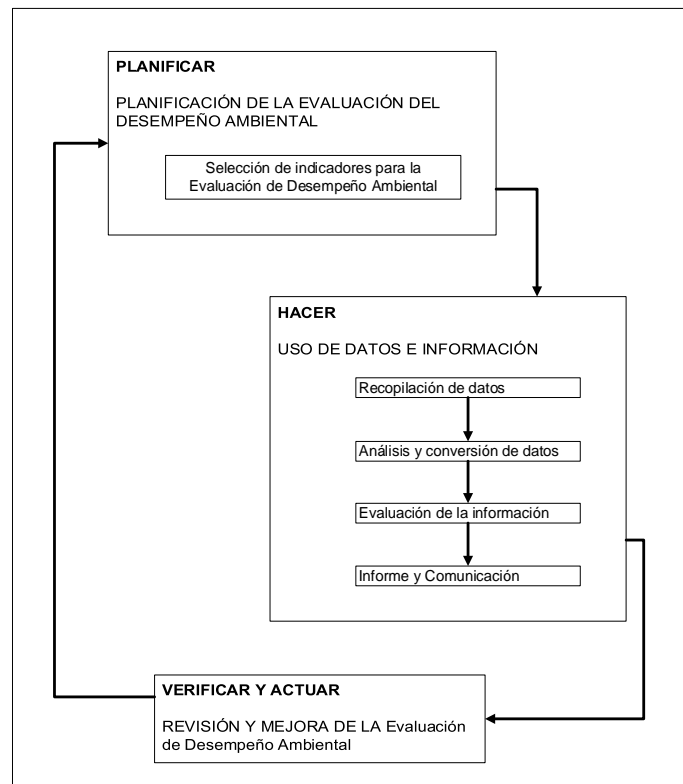 PLANIFICAR
PLANIFICACIÓN DE LA EVALUACIÓN DEL
DESEMPEÑO AMBIENTAL
Selección de indicadores para la
Evaluación de Desempeño Ambiental
HACER
USO DE DATOS E INFORMACIÓN
Recopilación de datos
Análisis y conversión de datos
Evaluación de la información
Informe y Comunicación
VERIFICAR Y ACTUAR
REVISIÓN Y MEJORA DE LA Evaluación
de Desempeño Ambiental